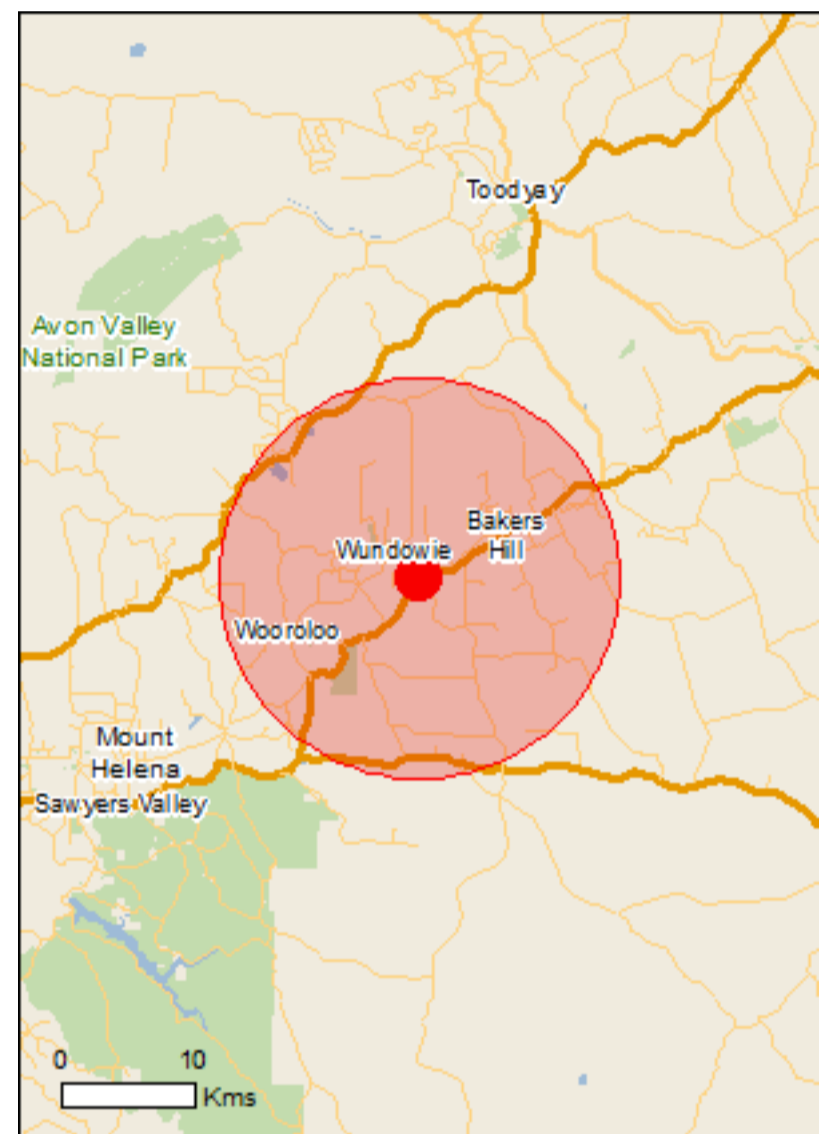 Toodyay
Avon Valley
National Park
Bakers
Hill
Wundowie
Wooroloo
Mount
Helena
Sawyers Valley
0 10
Kms